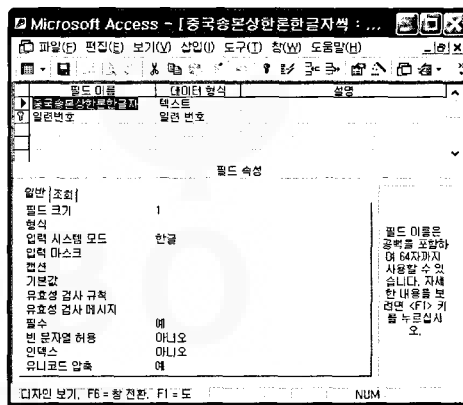 Microsoft Access - [중국송본상한론한글자씩 : ...
파일(F) 편집(E) 보기(V) 삽입(I) 도구(T) 창(W) 도움말(H)
필드 이름 데이터 형식 설명
중국송본상한론한글자 텍스트
일련번호 일련 번호
필드 속성
일반 조회
필드 크기 1
형식
입력 시스템 모드 한글
입력 마스크
캡션
기본값
유효성 검사 규칙
유효성 검사 메시지
필수 예
빈 문자열 허용 아니오
인덱스 아니오
유니코드 압축 예
필드 이름은
공백을 포함하
여 64자까지
사용할 수 있
습니다. 자세
한 내용을 보
려면 <F1> 키
를 누르십시
오.
디자인 보기. F6 = 창 전환. F1 = 도 NUM